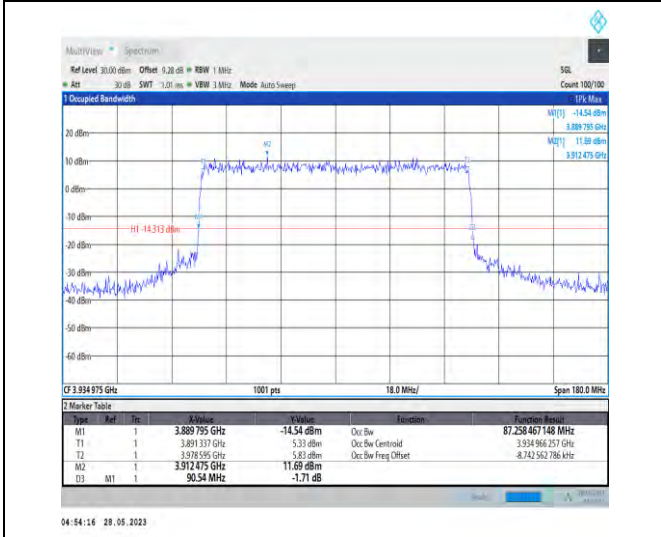 MultiView Spectrum
Ref Level 30.00 dBm Offset 9.28 dB RBW 1 MHz SGL
Att 30 dB SWT 1.01 ms VBW 3 MHz Mode Auto Sweep Count 100/100
1 Occupied Bandwidth 1Pk Max
M1[1] -14.54 dBm
3.889 795 GHz
M2[1] 11.69 dBm
3.912 475 GHz
20 dBm
M2
10 dBm
0 dBm
-10 dBm
H1 -14.313 dBm
-20 dBm
-30 dBm
-40 dBm
-50 dBm
-60 dBm
CF 3.934 975 GHz 1001 pts 18.0 MHz/ Span 180.0 MHz
2 Marker Table
Type Ref Trc X-Value Y-Value Function Function Result
M1 1 3.889 795 GHz -14.54 dBm Occ Bw 87.258 467 148 MHz
T1 1 3.891 337 GHz 5.33 dBm Occ Bw Centroid 3.934 966 257 GHz
T2 1 3.978 595 GHz 5.83 dBm Occ Bw Freq Offset -8.742 562 786 kHz
M2 1 3.912 475 GHz 11.69 dBm
D3 M1 1 90.54 MHz -1.71 dB
04:54:16 28.05.2023